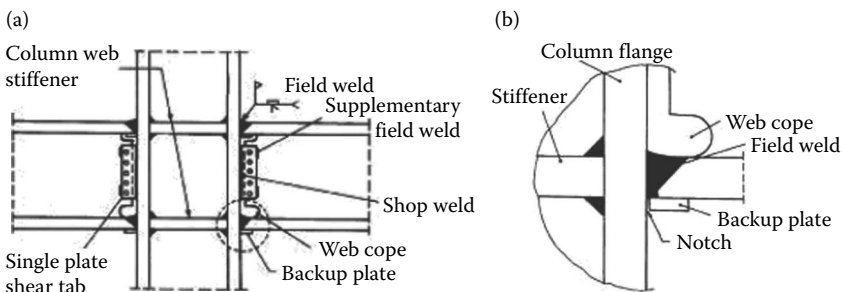 (a)
Column web
stiffener
Field weld
Supplementary
field weld
Shop weld
Web cope
Backup plate
Single plate
shear tab
(b)
Column flange
Stiffener
Web cope
Field weld
Backup plate
Notch